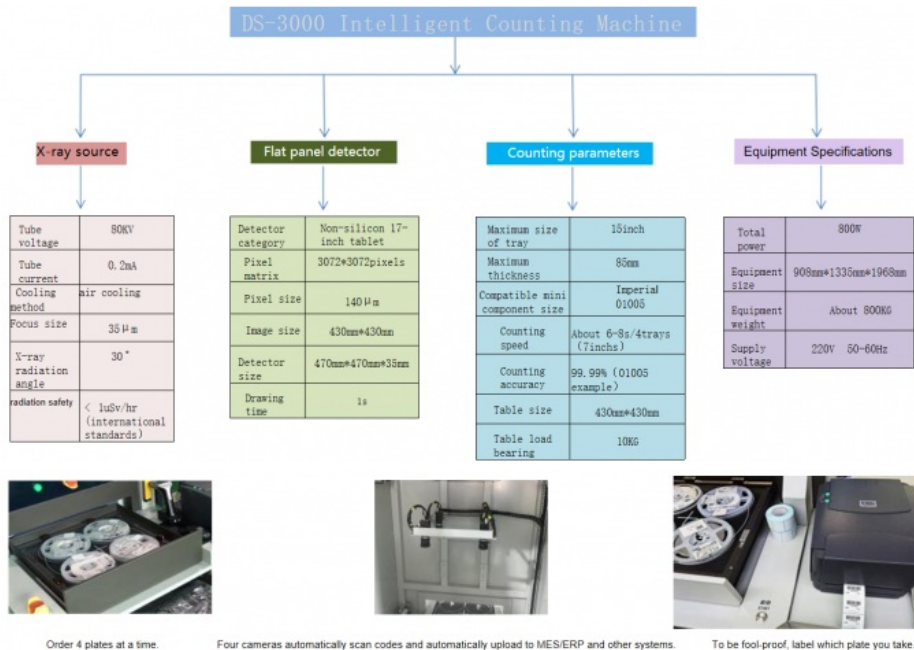 DS-3000 Intelligent Counting Machine
X-ray source
Flat panel detector
Counting parameters
Equipment Specifications
Tube voltage
80KV
Tube current
0.2mA
Cooling method
air cooling
Focus size
35μm
X-ray radiation angle
30°
radiation safety
< 1uSv/hr (international standards)
Detector category
Non-silicon 17-inch tablet
Pixel matrix
3072*3072pixels
Pixel size
140μm
Image size
430mm*430mm
Detector size
470mm*470mm*35mm
Drawing time
1s
Maximum size of tray
15inch
Maximum thickness
85mm
Compatible mini component size
Imperial 01005
Counting speed
About 6-8s/4trays (7inchs)
Counting accuracy
99.99% (01005 example)
Table size
430mm*430mm
Table load bearing
10KG
Total power
800W
Equipment size
908mm*1335mm*1968mm
Equipment weight
About 800KG
Supply voltage
220V 50-60Hz
Order 4 plates at a time.
Four cameras automatically scan codes and automatically upload to MES/ERP and other systems.
To be fool-proof, label which plate you take.